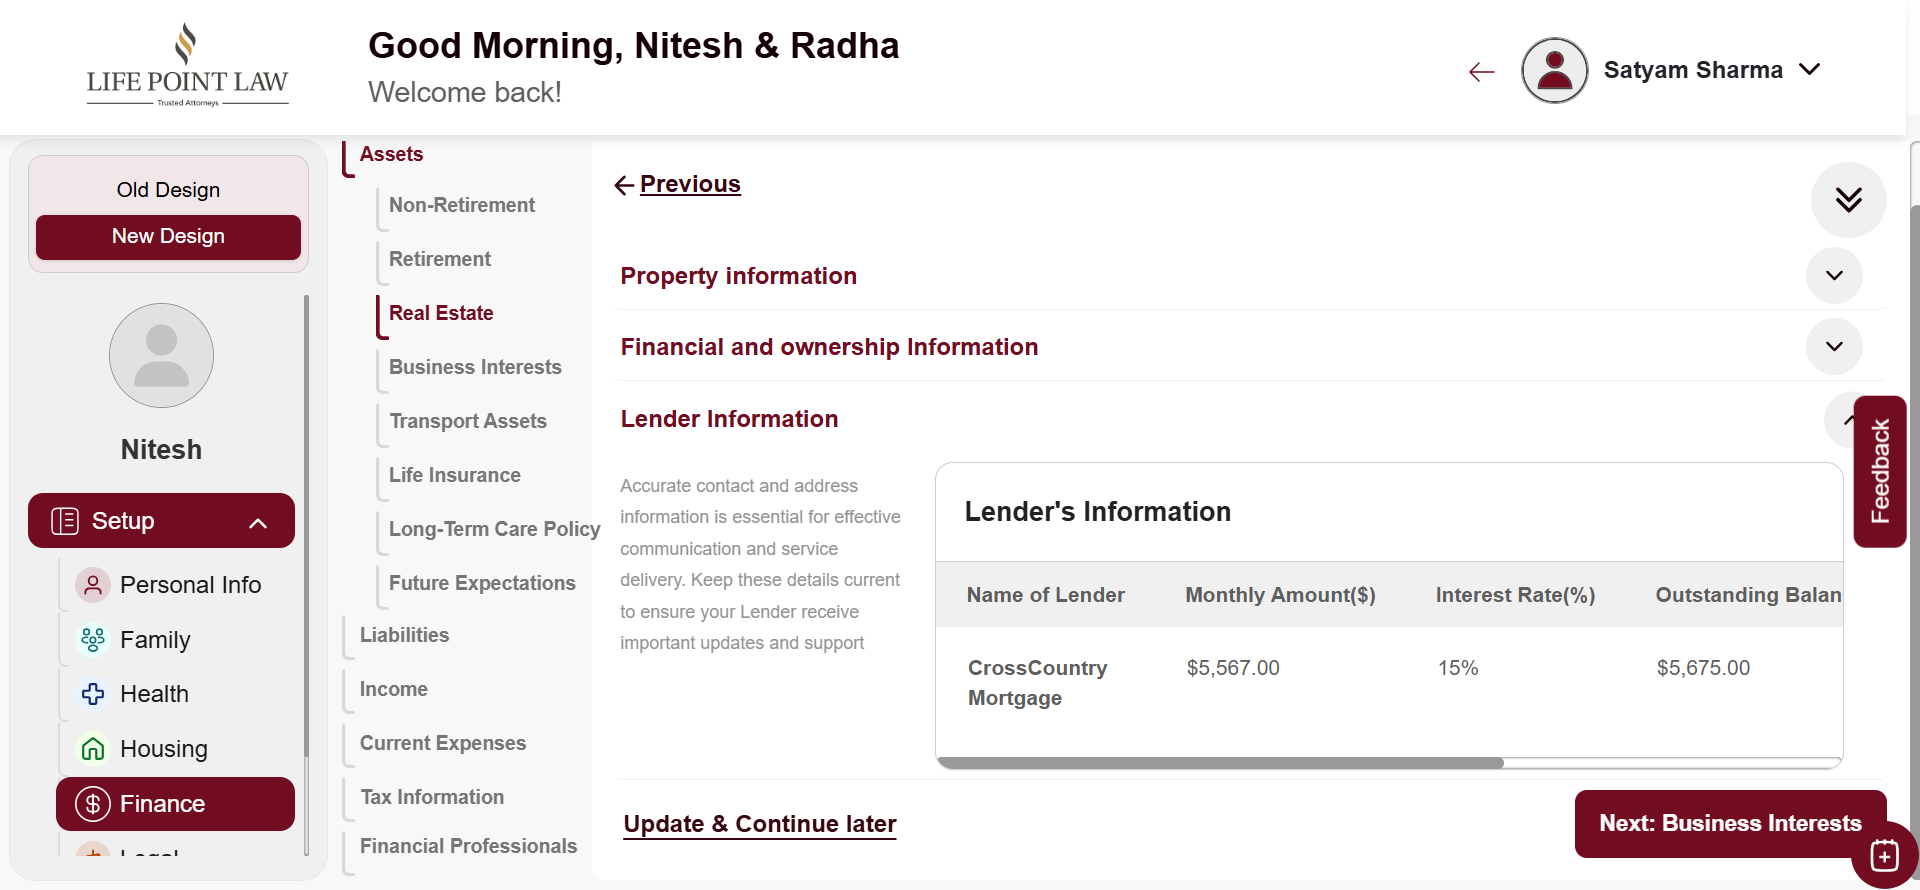 LIFE POINT LAW
Trusted Attorneys
Good Morning, Nitesh & Radha
Welcome back!
Satyam Sharma
Old Design
New Design
Nitesh
Setup
Personal Info
Family
Health
Housing
Finance
Legal
Assets
Non-Retirement
Retirement
Real Estate
Business Interests
Transport Assets
Life Insurance
Long-Term Care Policy
Future Expectations
Liabilities
Income
Current Expenses
Tax Information
Financial Professionals
Previous
Property information
Financial and ownership Information
Lender Information
Accurate contact and address
information is essential for effective
communication and service
delivery. Keep these details current
to ensure your Lender receive
important updates and support
Lender's Information
Name of Lender Monthly Amount($) Interest Rate(%) Outstanding Balan
CrossCountry $5,567.00 15% $5,675.00
Mortgage
Update & Continue later
Next: Business Interests
Feedback